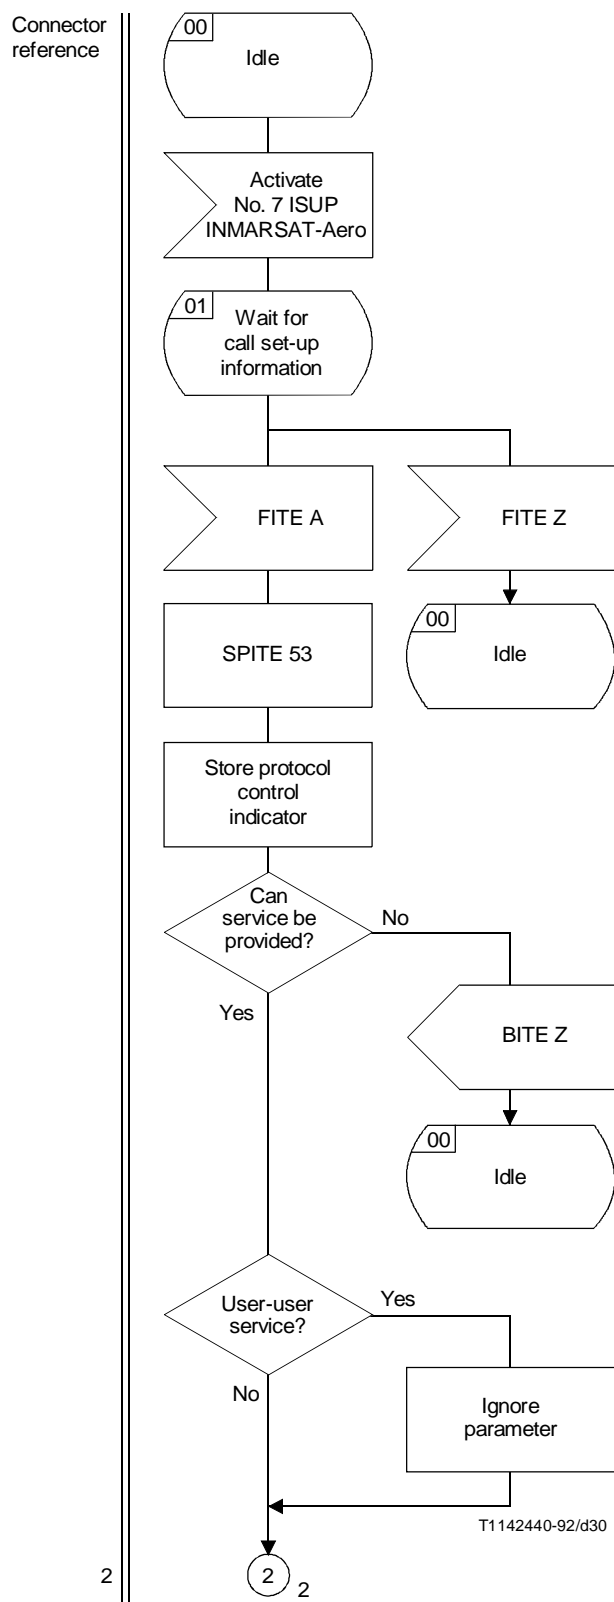 Connector
reference
00
Idle
Activate
No. 7 ISUP
INMARSAT-Aero
01
Wait for
call set-up
information
FITE A
FITE Z
SPITE 53
00
Idle
Store protocol
control
indicator
Can
service be
provided?
No
Yes
BITE Z
00
Idle
User-user
service?
Yes
No
Ignore
parameter
T1142440-92/d30
2
2
2